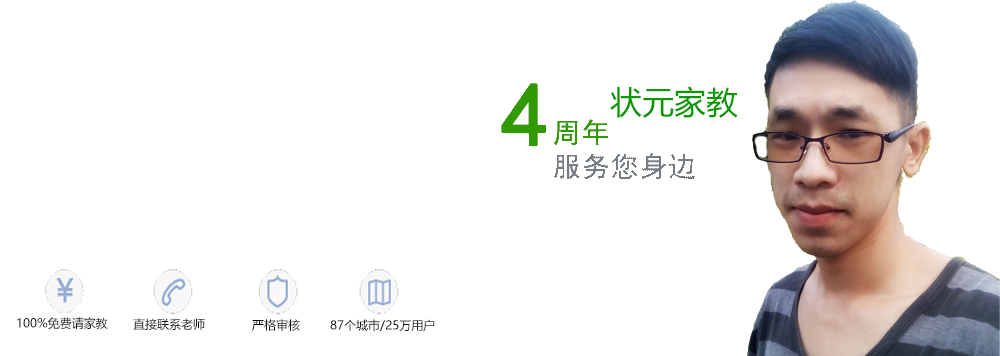 状元家教
4周年
服务您身边
100%免费请家教
直接联系老师
严格审核
87个城市/25万用户